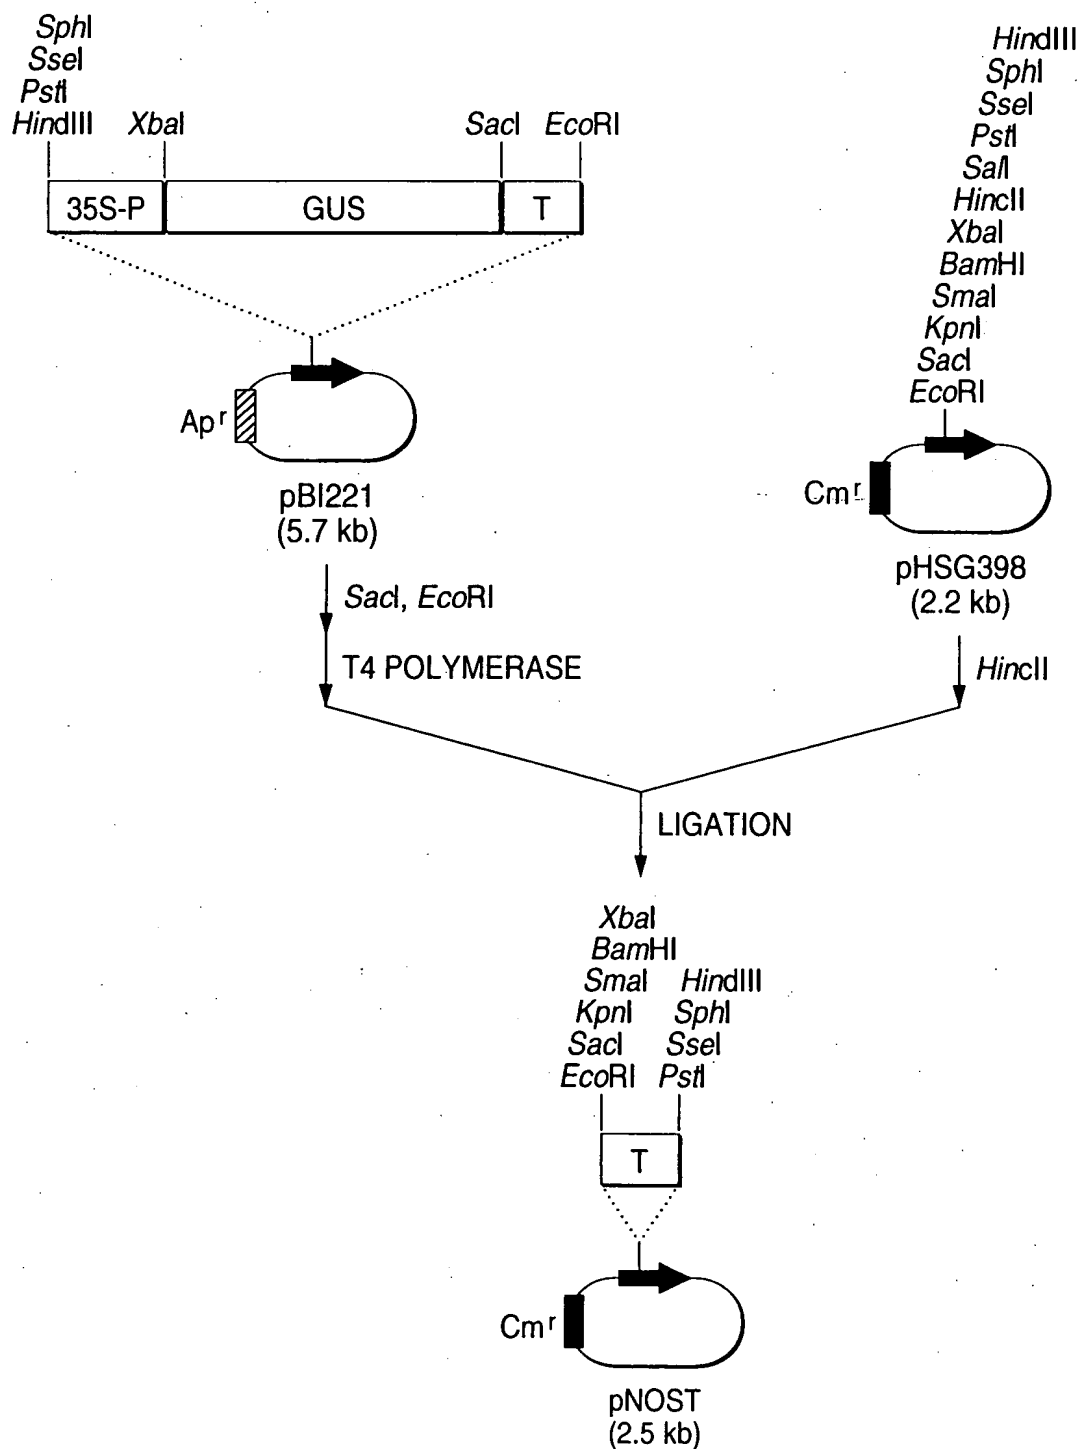 SphI
SseI
PstI
HindIII XbaI SacI EcoRI
35S-P GUS T
Apr
pBI221
(5.7 kb)
SacI, EcoRI
T4 POLYMERASE
HindIII
SphI
SseI
PstI
SalI
HincII
XbaI
BamHI
SmaI
KpnI
SacI
EcoRI
Cmr
pHSG398
(2.2 kb)
HincII
LIGATION
XbaI
BamHI
SmaI HindIII
KpnI SphI
SacI SseI
EcoRI PstI
T
Cmr
pNOST
(2.5 kb)